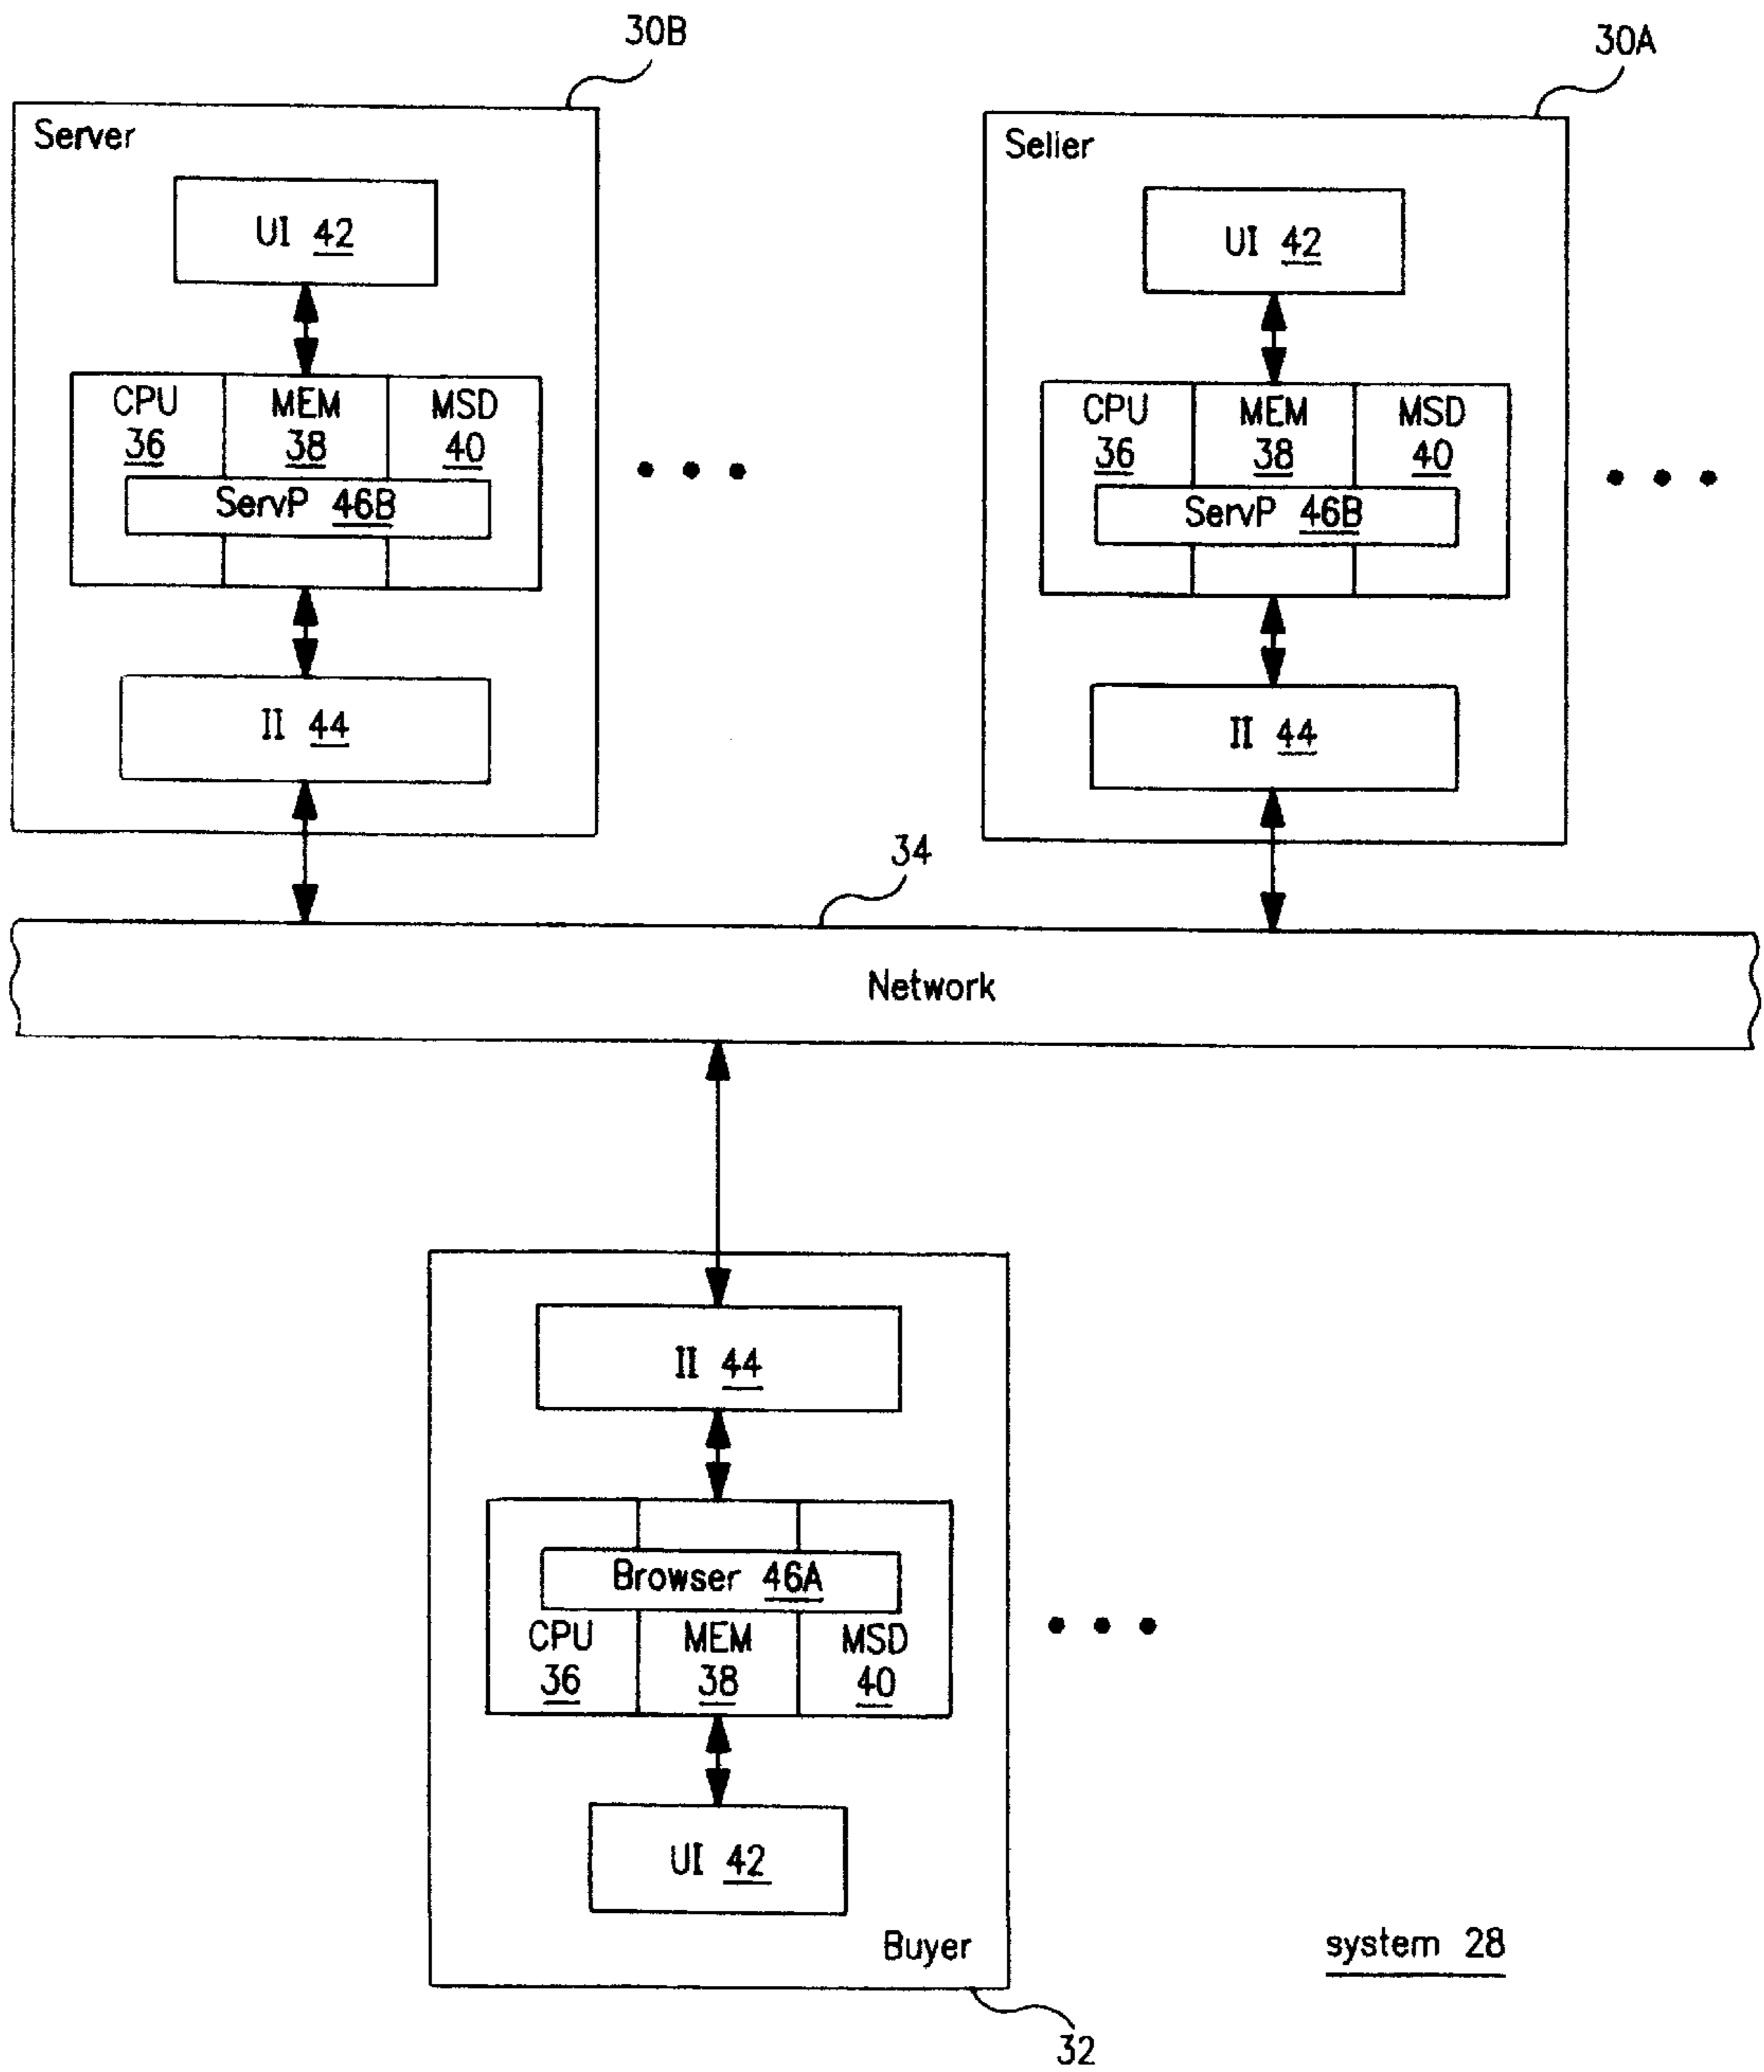 30B
30A
Server
Seller
UI 42
UI 42
CPU MEM MSD
36 38 40
ServP 46B
CPU MEM MSD
36 38 40
ServP 46B
II 44
II 44
34
Network
II 44
Browser 46A
CPU MEM MSD
36 38 40
UI 42
Buyer
system 28
32